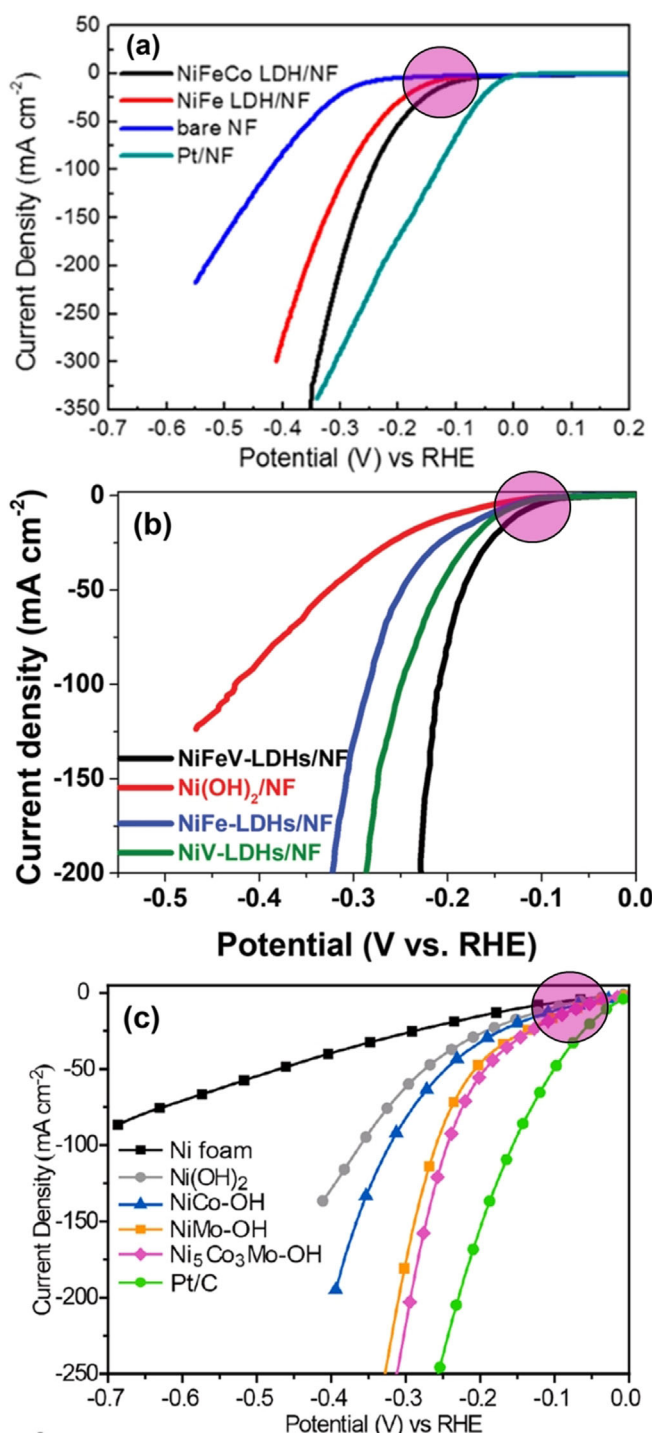 (a)
NiFeCo LDH/NF
NiFe LDH/NF
bare NF
Pt/NF
50
0
-50
-100
-150
-200
-250
-300
-350
Current Density (mA cm⁻²)
-0.7 -0.6 -0.5 -0.4 -0.3 -0.2 -0.1 0.0 0.1 0.2
Potential (V) vs RHE
(b)
0
-50
-100
-150
-200
Current density (mA cm⁻²)
NiFeV-LDHs/NF
Ni(OH)₂/NF
NiFe-LDHs/NF
NiV-LDHs/NF
-0.5 -0.4 -0.3 -0.2 -0.1 0.0
Potential (V vs. RHE)
(c)
0
-50
-100
-150
-200
-250
Current Density (mA cm⁻²)
Ni foam
Ni(OH)₂
NiCo-OH
NiMo-OH
Ni₅Co₃Mo-OH
Pt/C
-0.7 -0.6 -0.5 -0.4 -0.3 -0.2 -0.1 0.0
Potential (V) vs RHE